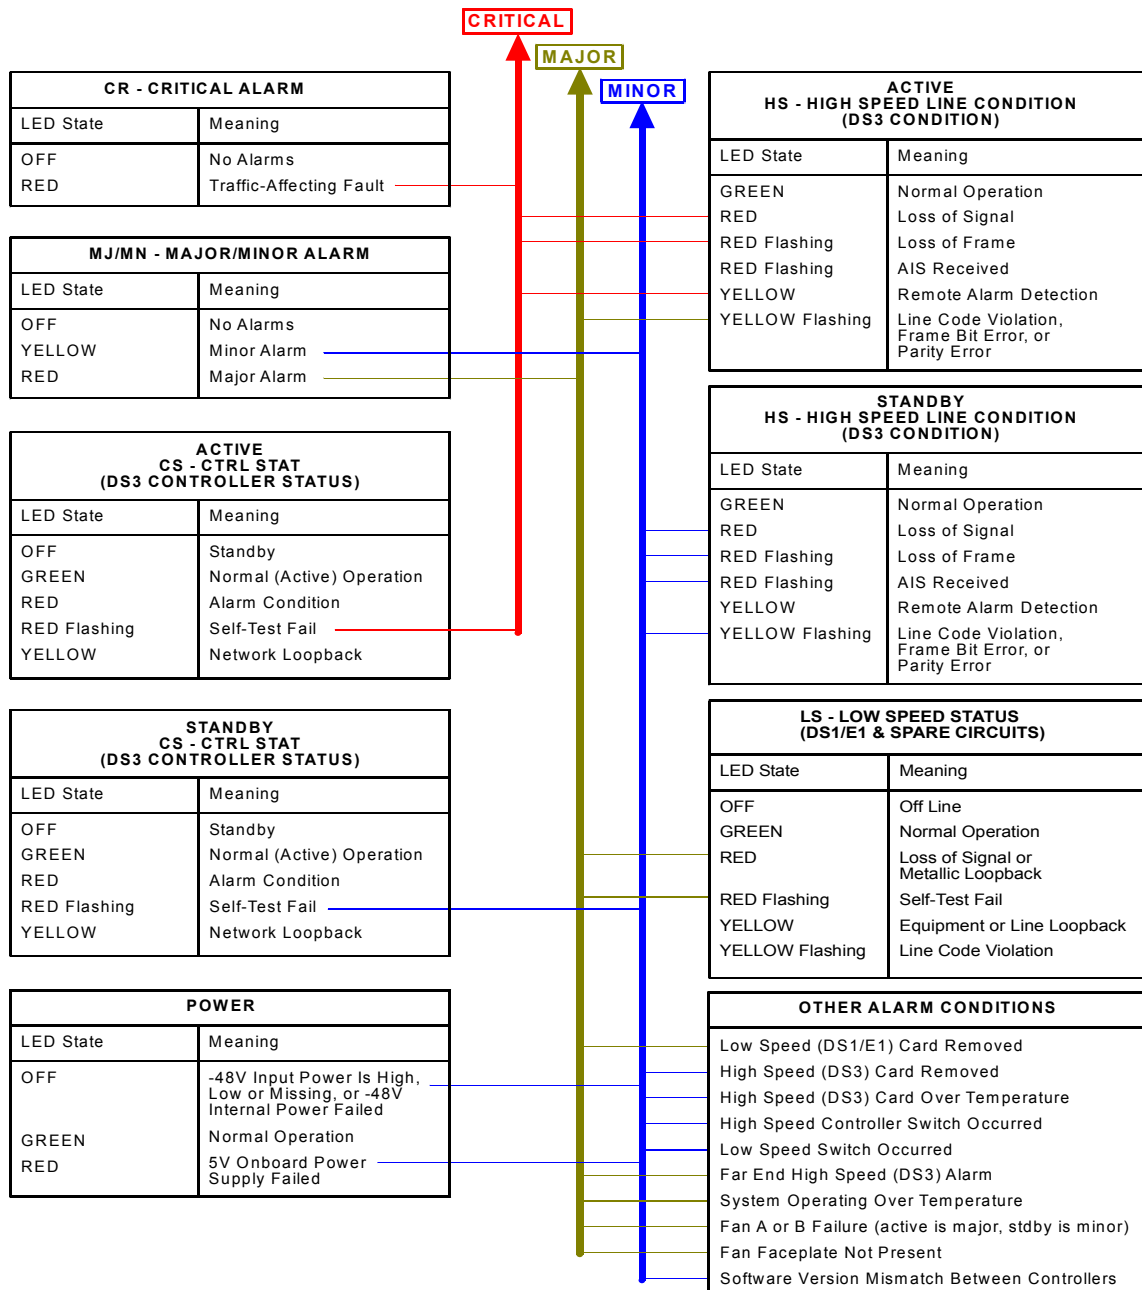 CRITICAL
MAJOR
MINOR
CR - CRITICAL ALARM
LED State Meaning
OFF No Alarms
RED Traffic-Affecting Fault
MJ/MN - MAJOR/MINOR ALARM
LED State Meaning
OFF No Alarms
YELLOW Minor Alarm
RED Major Alarm
ACTIVE
CS - CTRL STAT
(DS3 CONTROLLER STATUS)
LED State Meaning
OFF Standby
GREEN Normal (Active) Operation
RED Alarm Condition
RED Flashing Self-Test Fail
YELLOW Network Loopback
STANDBY
CS - CTRL STAT
(DS3 CONTROLLER STATUS)
LED State Meaning
OFF Standby
GREEN Normal (Active) Operation
RED Alarm Condition
RED Flashing Self-Test Fail
YELLOW Network Loopback
POWER
LED State Meaning
OFF -48V Input Power Is High,
Low or Missing, or -48V
Internal Power Failed
GREEN Normal Operation
RED 5V Onboard Power
Supply Failed
ACTIVE
HS - HIGH SPEED LINE CONDITION
(DS3 CONDITION)
LED State Meaning
GREEN Normal Operation
RED Loss of Signal
RED Flashing Loss of Frame
RED Flashing AIS Received
YELLOW Remote Alarm Detection
YELLOW Flashing Line Code Violation,
Frame Bit Error, or
Parity Error
STANDBY
HS - HIGH SPEED LINE CONDITION
(DS3 CONDITION)
LED State Meaning
GREEN Normal Operation
RED Loss of Signal
RED Flashing Loss of Frame
RED Flashing AIS Received
YELLOW Remote Alarm Detection
YELLOW Flashing Line Code Violation,
Frame Bit Error, or
Parity Error
LS - LOW SPEED STATUS
(DS1/E1 & SPARE CIRCUITS)
LED State Meaning
OFF Off Line
GREEN Normal Operation
RED Loss of Signal or
Metallic Loopback
RED Flashing Self-Test Fail
YELLOW Equipment or Line Loopback
YELLOW Flashing Line Code Violation
OTHER ALARM CONDITIONS
Low Speed (DS1/E1) Card Removed
High Speed (DS3) Card Removed
High Speed (DS3) Card Over Temperature
High Speed Controller Switch Occurred
Low Speed Switch Occurred
Far End High Speed (DS3) Alarm
System Operating Over Temperature
Fan A or B Failure (active is major, stdby is minor)
Fan Faceplate Not Present
Software Version Mismatch Between Controllers